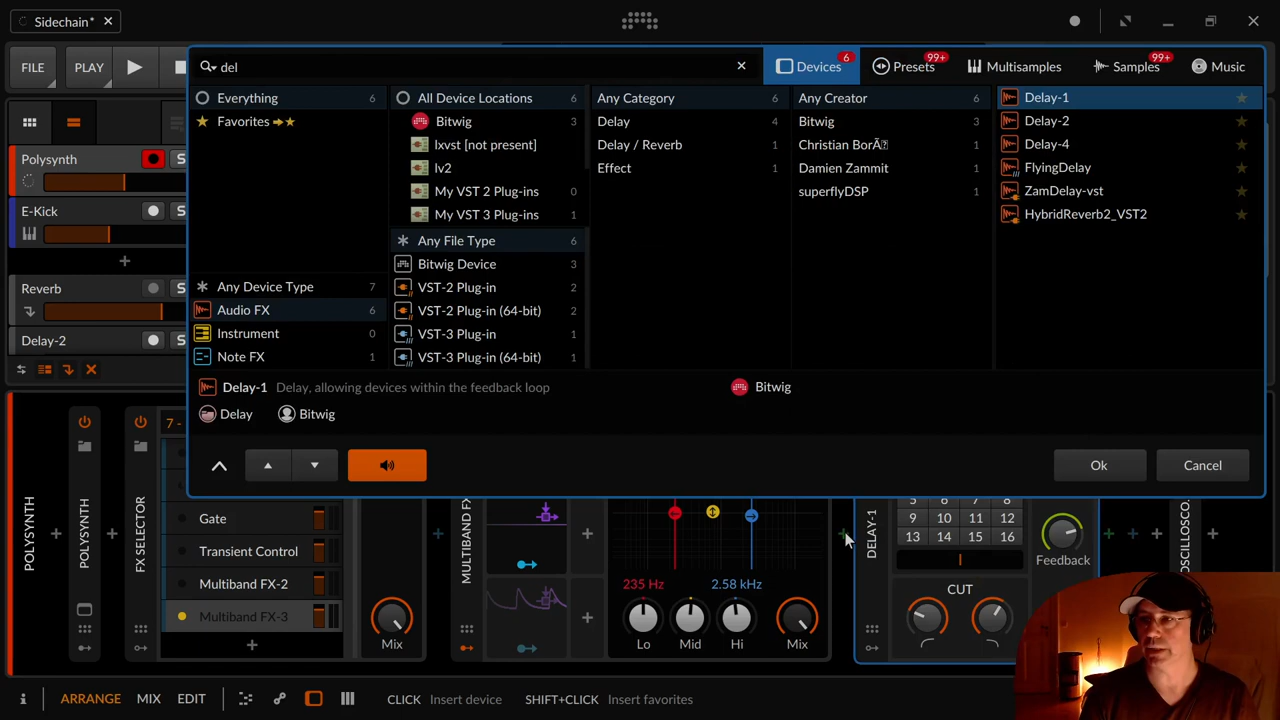 Sidechain*
FILE
PLAY
del
Devices
6
Presets
99+
Multisamples
Samples
99+
Music
Everything 6
Favorites
Any Device Type 7
Audio FX 6
Instrument 0
Note FX 1
All Device Locations 6
Bitwig 3
lxvst [not present]
lv2
My VST 2 Plug-ins 0
My VST 3 Plug-ins 1
Any File Type 6
Bitwig Device 3
VST-2 Plug-in 2
VST-2 Plug-in (64-bit) 2
VST-3 Plug-in 1
VST-3 Plug-in (64-bit) 1
Any Category 6
Delay 4
Delay / Reverb 1
Effect 1
Any Creator 6
Bitwig 3
Christian BorÃ 1
Damien Zammit 1
superflyDSP 1
Delay-1
Delay-2
Delay-4
FlyingDelay
ZamDelay-vst
HybridReverb2_VST2
Delay-1 Delay, allowing devices within the feedback loop
Bitwig
Delay Bitwig
Ok
Cancel
Polysynth
S
E-Kick
S
Reverb
S
Delay-2
S
POLYSYNTH
POLYSYNTH
FX SELECTOR
7 -
Gate
Transient Control
Multiband FX-2
Multiband FX-3
Mix
MULTIBAND FX
235 Hz
2.58 kHz
Lo
Mid
Hi
Mix
DELAY-1
5 6 7 8
9 10 11 12
13 14 15 16
CUT
Feedback
OSCILLOSCO.
ARRANGE
MIX
EDIT
CLICK Insert device
SHIFT+CLICK Insert favorites